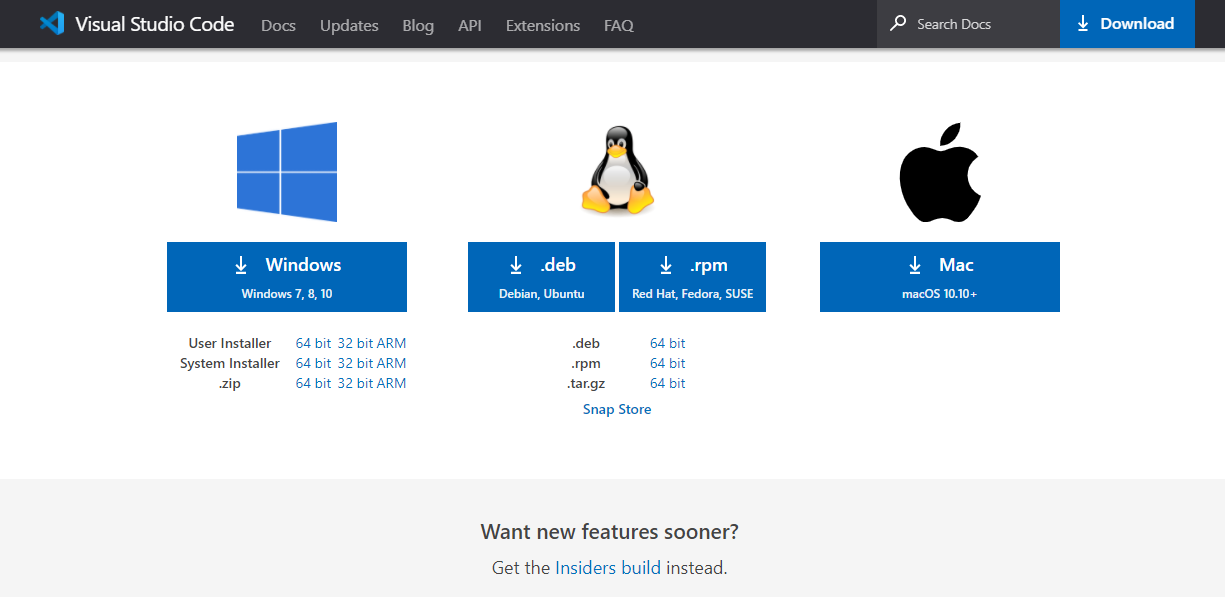 Visual Studio Code Docs Updates Blog API Extensions FAQ Search Docs Download
Windows
Windows 7, 8, 10
User Installer 64 bit 32 bit ARM
System Installer 64 bit 32 bit ARM
.zip 64 bit 32 bit ARM
.deb
Debian, Ubuntu
.rpm
Red Hat, Fedora, SUSE
.deb 64 bit
.rpm 64 bit
.tar.gz 64 bit
Snap Store
Mac
macOS 10.10+
Want new features sooner?
Get the Insiders build instead.